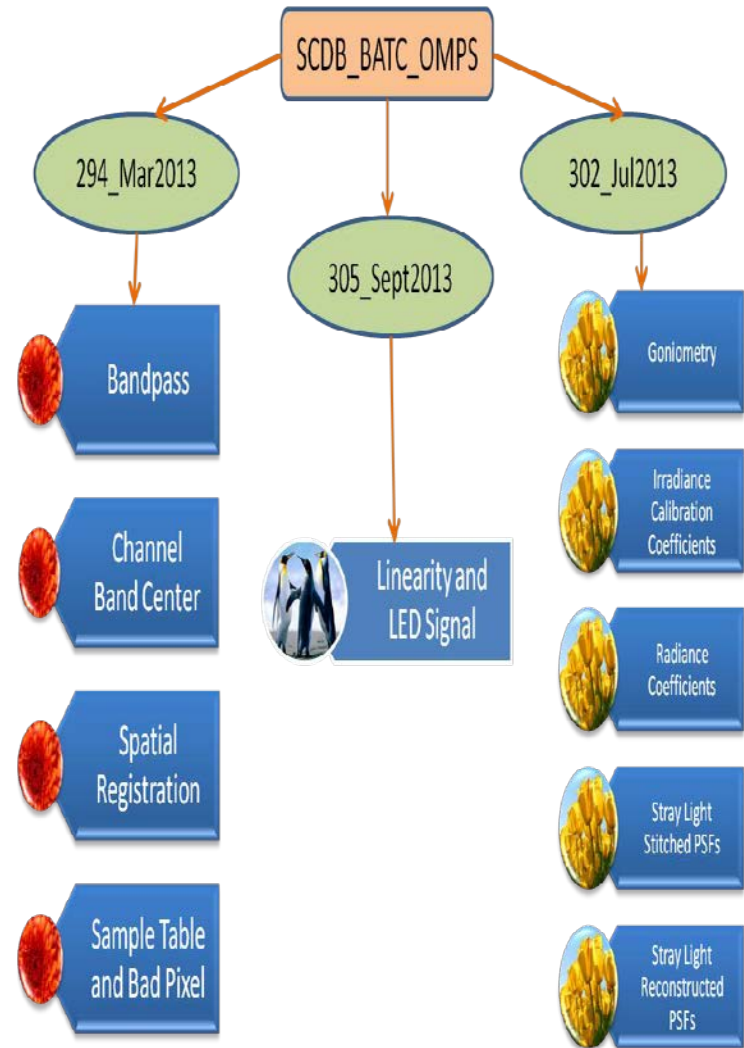 SCDB_BATC_OMPS
294_Mar2013
302_Jul2013
305_Sept2013
Bandpass
Channel
Band Center
Spatial
Registration
Sample Table
and Bad Pixel
Linearity and
LED Signal
Goniometry
Irradiance
Calibration
Coefficients
Radiance
Coefficients
Stray Light
Stitched PSFs
Stray Light
Reconstructed
PSFs